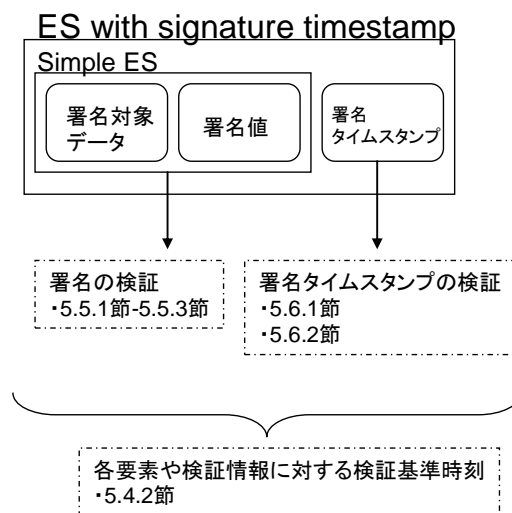 ES with signature timestamp
Simple ES
署名対象
データ
署名値
署名
タイムスタンプ
署名の検証
・5.5.1節-5.5.3節
署名タイムスタンプの検証
・5.6.1節
・5.6.2節
各要素や検証情報に対する検証基準時刻
・5.4.2節